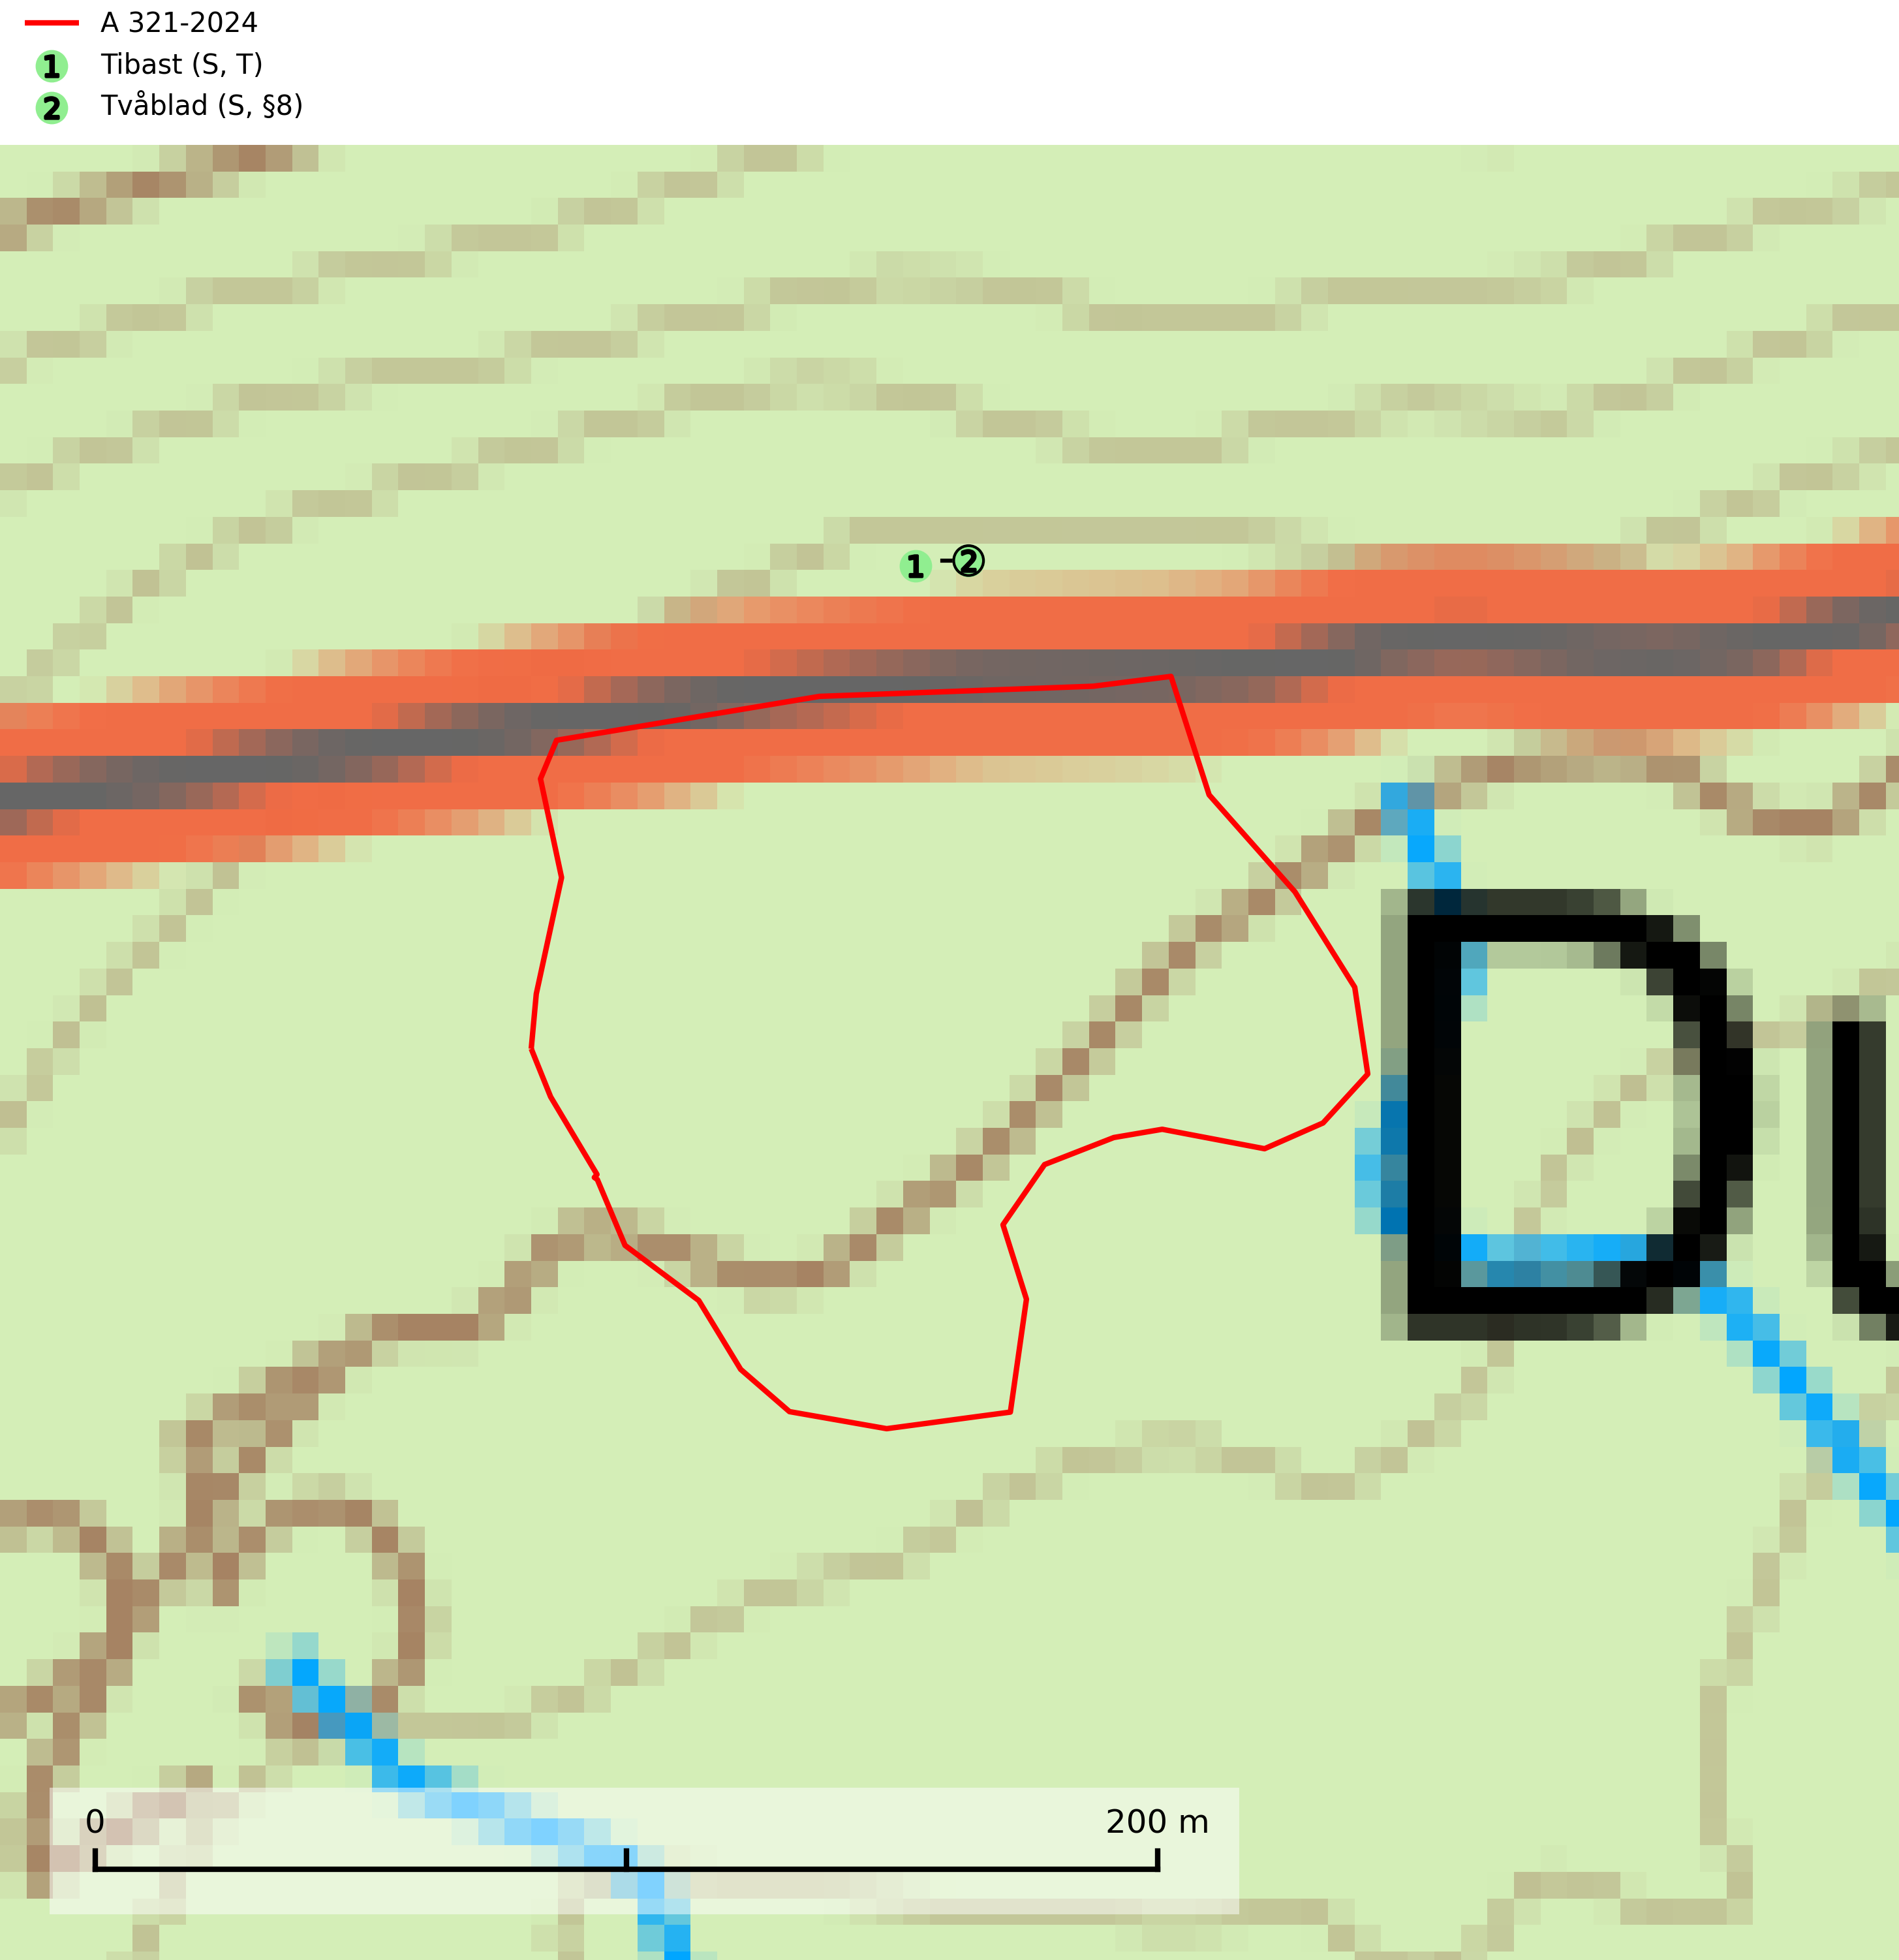 A 321-2024
1 Tibast (S, T)
2 Tvåblad (S, §8)
1 2
D
0 200 m